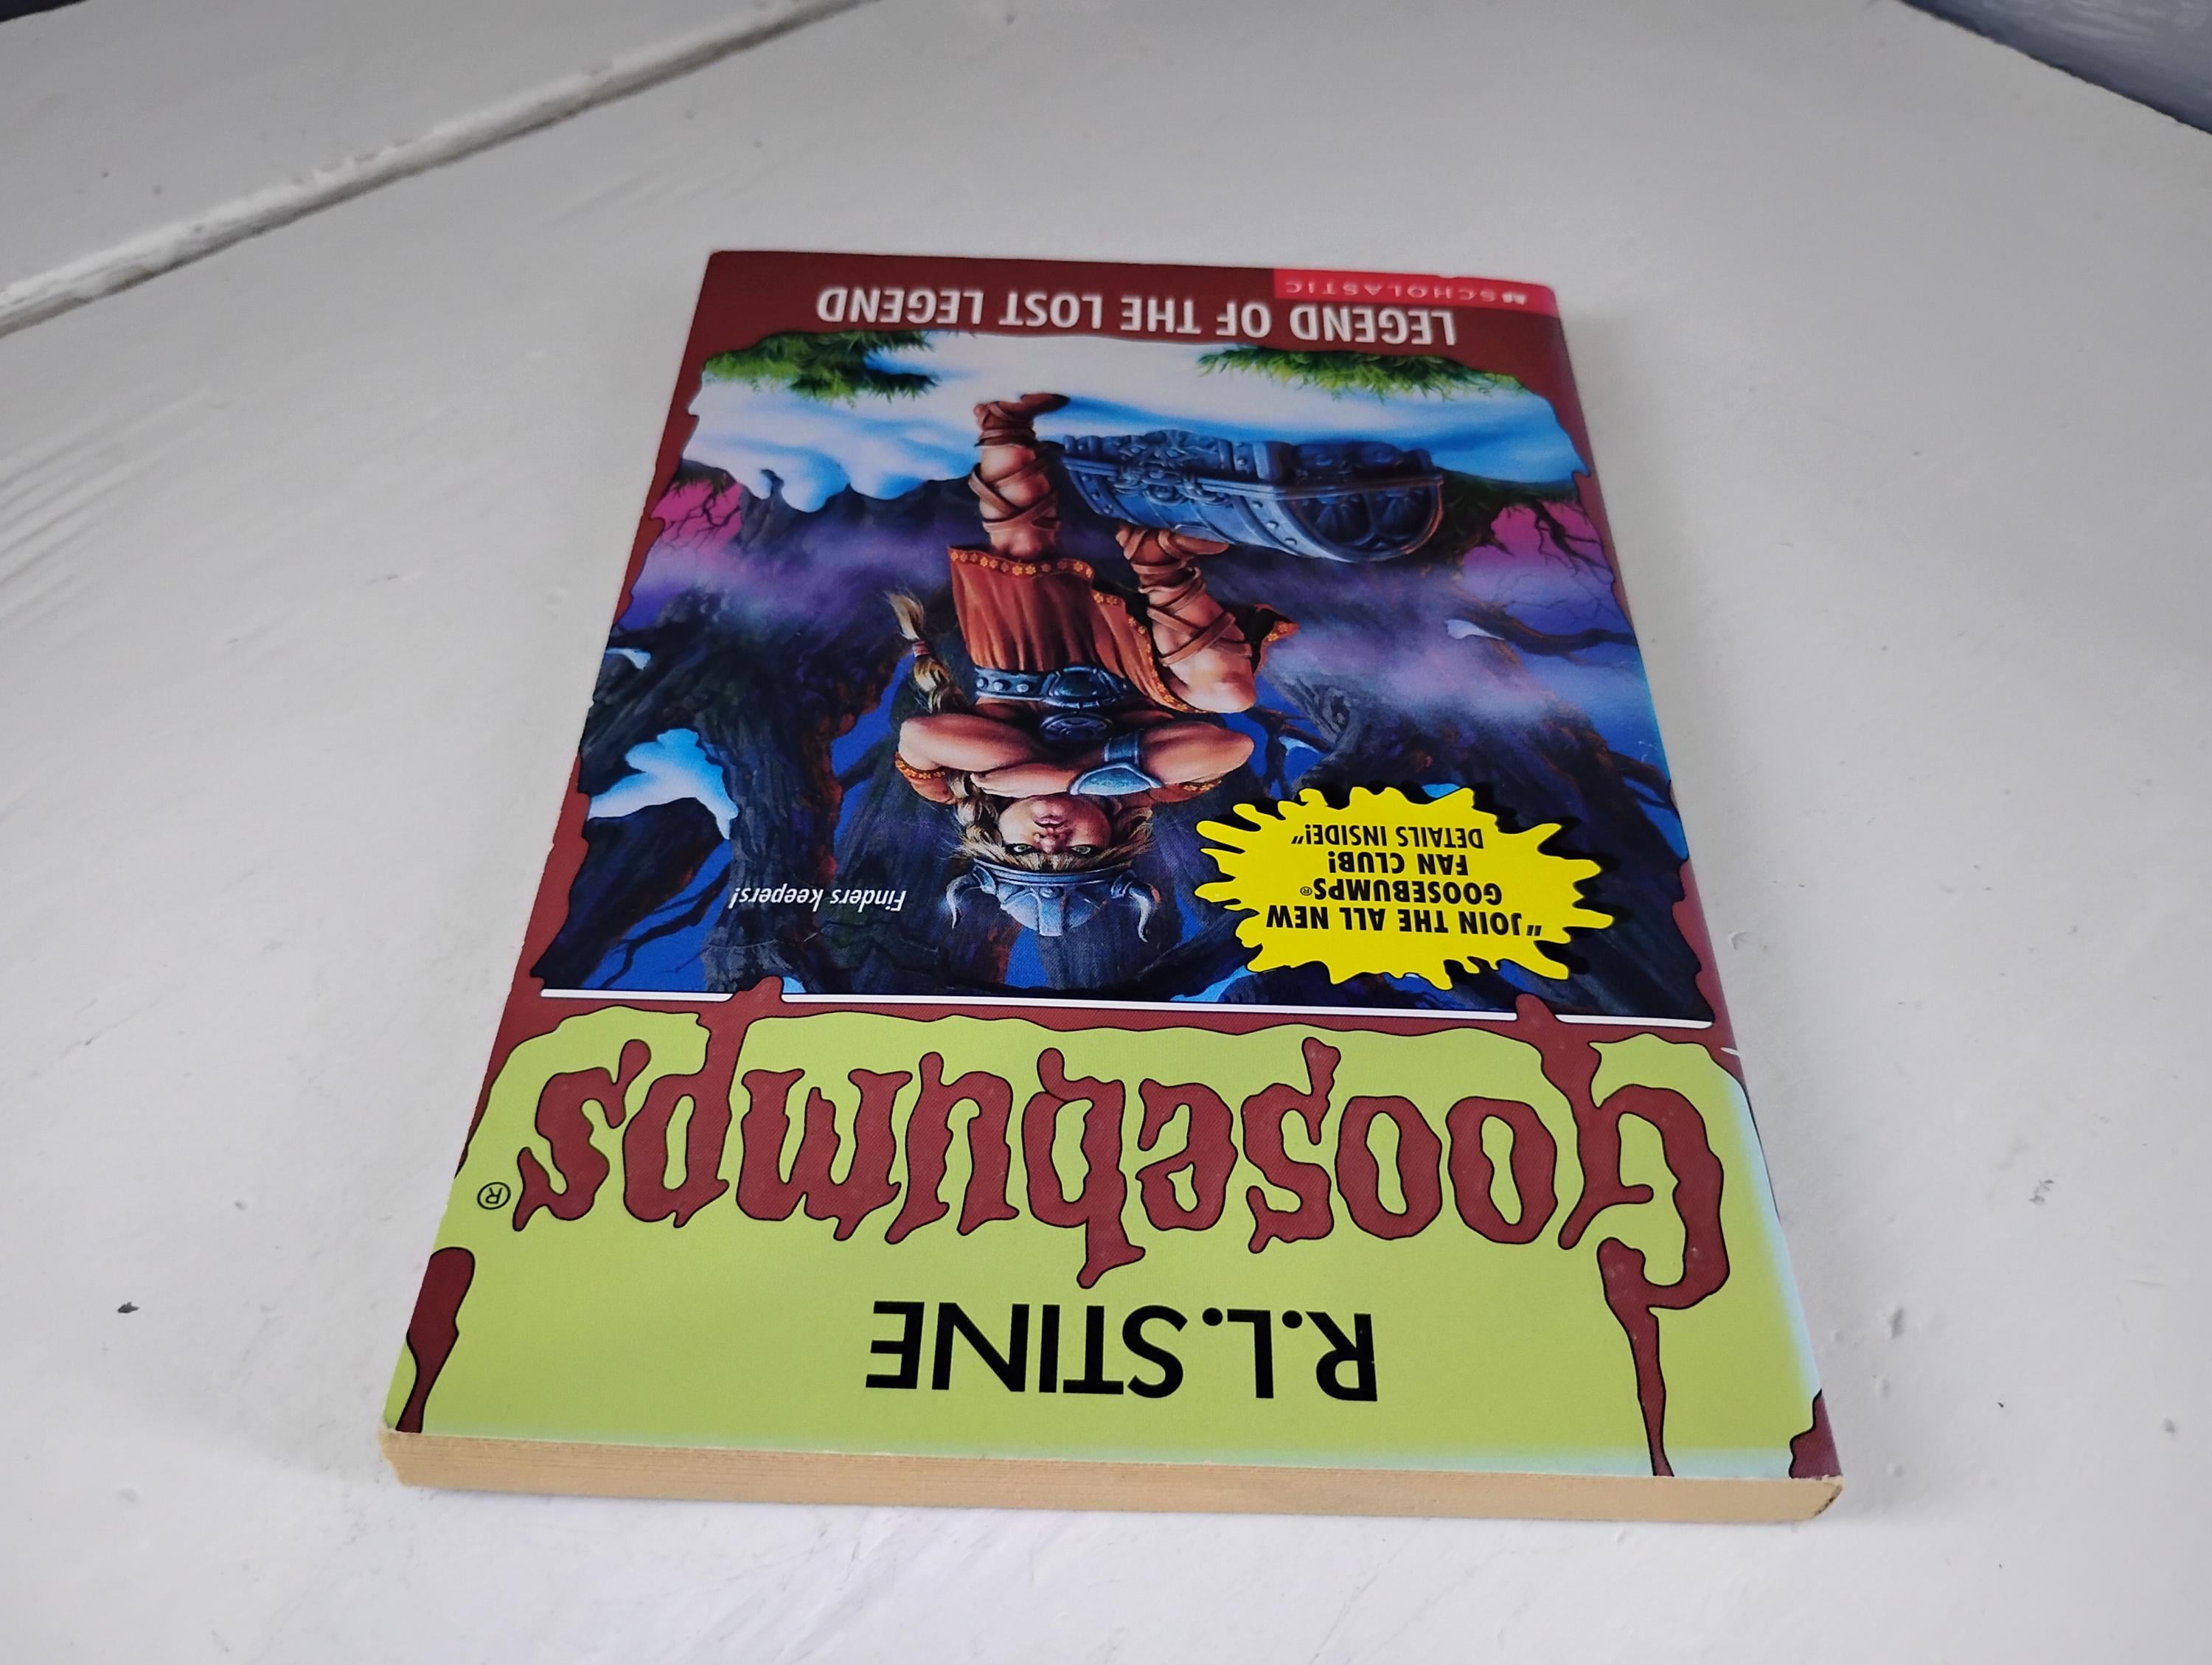 R.L. STINE
Goosebumps®
"JOIN THE ALL NEW
GOOSEBUMPS®
FAN CLUB!
DETAILS INSIDE!"
Finders keepers!
LEGEND OF THE LOST LEGEND
SCHOLASTIC